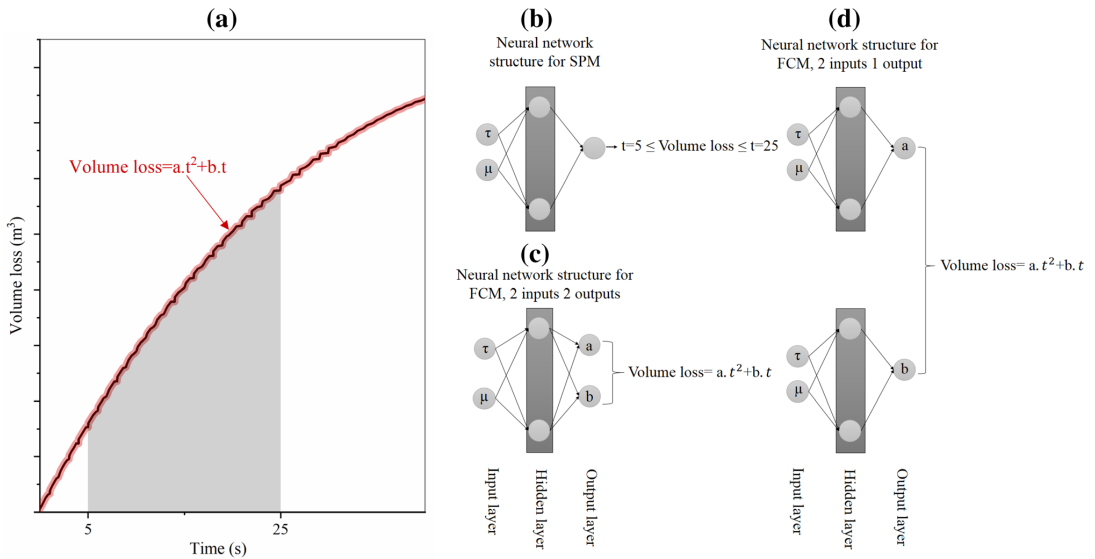 (a)
Volume loss=a.t²+b.t
Volume loss (m³)
5
25
Time (s)
(b)
Neural network
structure for SPM
τ
μ
t=5 ≤ Volume loss ≤ t=25
(c)
Neural network structure for
FCM, 2 inputs 2 outputs
τ
μ
a
b
Volume loss= a. t²+b. t
Input layer
Hidden layer
Output layer
(d)
Neural network structure for
FCM, 2 inputs 1 output
τ
μ
a
Volume loss= a. t²+b. t
τ
μ
b
Input layer
Hidden layer
Output layer